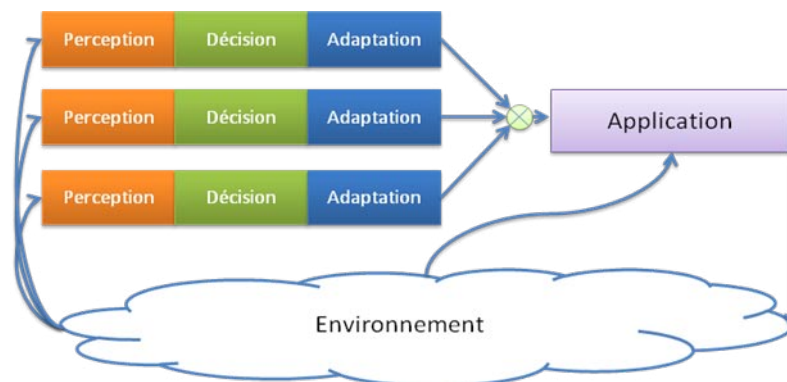 Perception Décision Adaptation
Perception Décision Adaptation
Application
Perception Décision Adaptation
Environnement